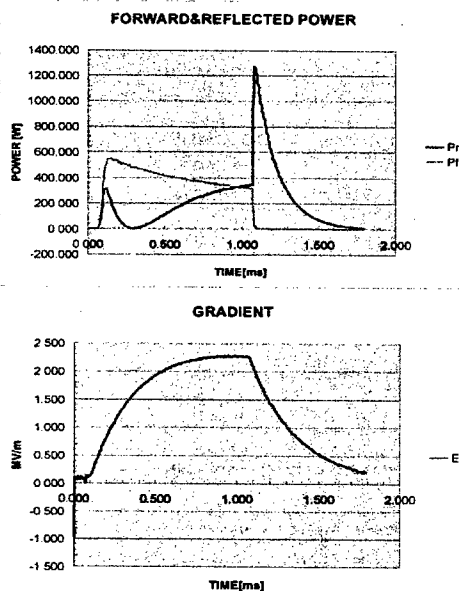 FORWARD&REFLECTED POWER
1400.000
1200.000
1000.000
800.000
600.000
400.000
200.000
0.000
-200.000
POWER [W]
0.000 0.500 1.000 1.500 2.000
TIME[ms]
Pr
Pf
GRADIENT
2 500
2 000
1 500
1 000
0.500
0 000
-0 500
-1 000
-1 500
MV/m
0.000 0.500 1.000 1.500 2.000
TIME[ms]
E